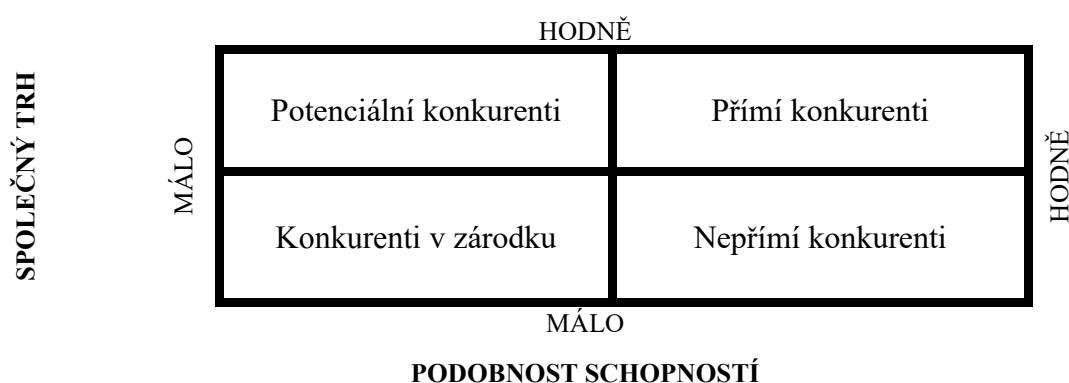 HODNĚ
SPOLEČNÝ TRH
MÁLO
Potenciální konkurenti
Přímí konkurenti
HODNĚ
Konkurenti v zárodku
Nepřímí konkurenti
MÁLO
PODOBNOST SCHOPNOSTÍ